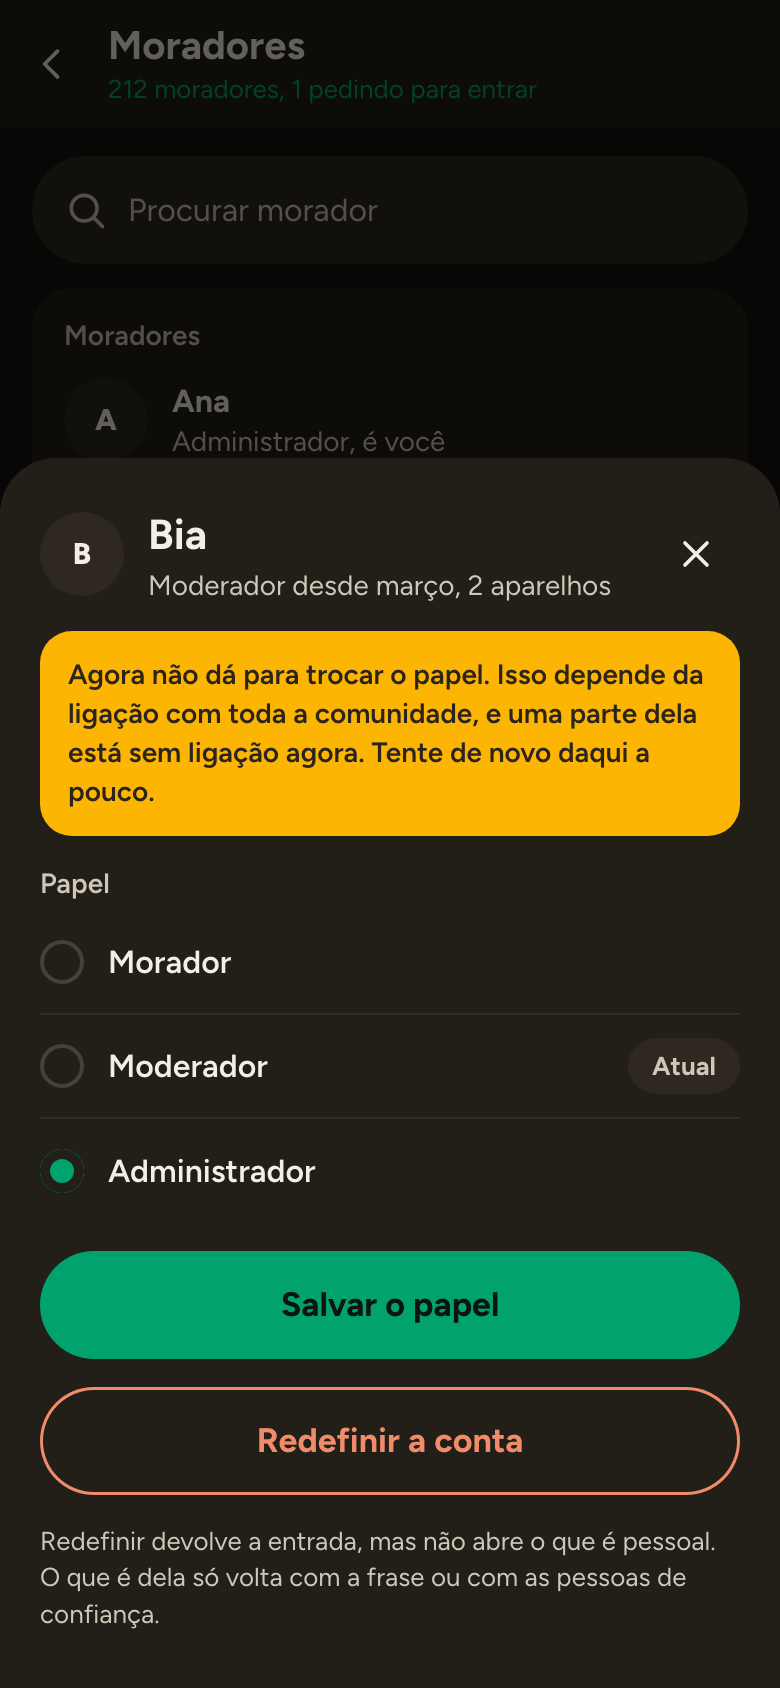 Moradores
212 moradores, 1 pedindo para entrar
Procurar morador
Moradores
A
Ana
Administrador, é você
B
Bia
Moderador desde março, 2 aparelhos
Agora não dá para trocar o papel. Isso depende da
ligação com toda a comunidade, e uma parte dela
está sem ligação agora. Tente de novo daqui a
pouco.
Papel
Morador
Moderador
Atual
Administrador
Salvar o papel
Redefinir a conta
Redefinir devolve a entrada, mas não abre o que é pessoal.
O que é dela só volta com a frase ou com as pessoas de
confiança.